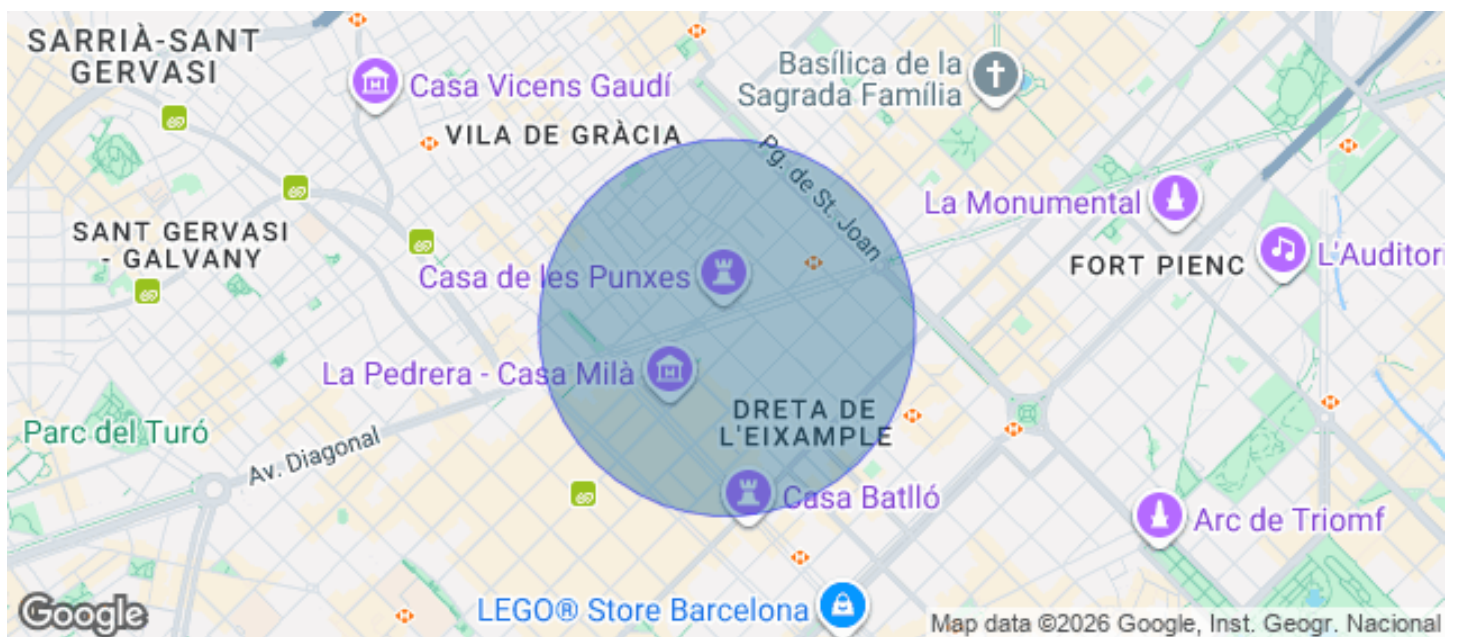 SARRIÀ-SANT
GERVASI
Casa Vicens Gaudí
Basílica de la
Sagrada Família
VILA DE GRÀCIA
Pg. de St. Joan
La Monumental
SANT GERVASI
- GALVANY
FORT PIENC
L'Auditori
Casa de les Punxes
La Pedrera - Casa Milà
DRETA DE
L'EIXAMPLE
Parc del Turó
Av. Diagonal
Casa Batlló
Arc de Triomf
LEGO® Store Barcelona
Google
Map data ©2026 Google, Inst. Geogr. Nacional